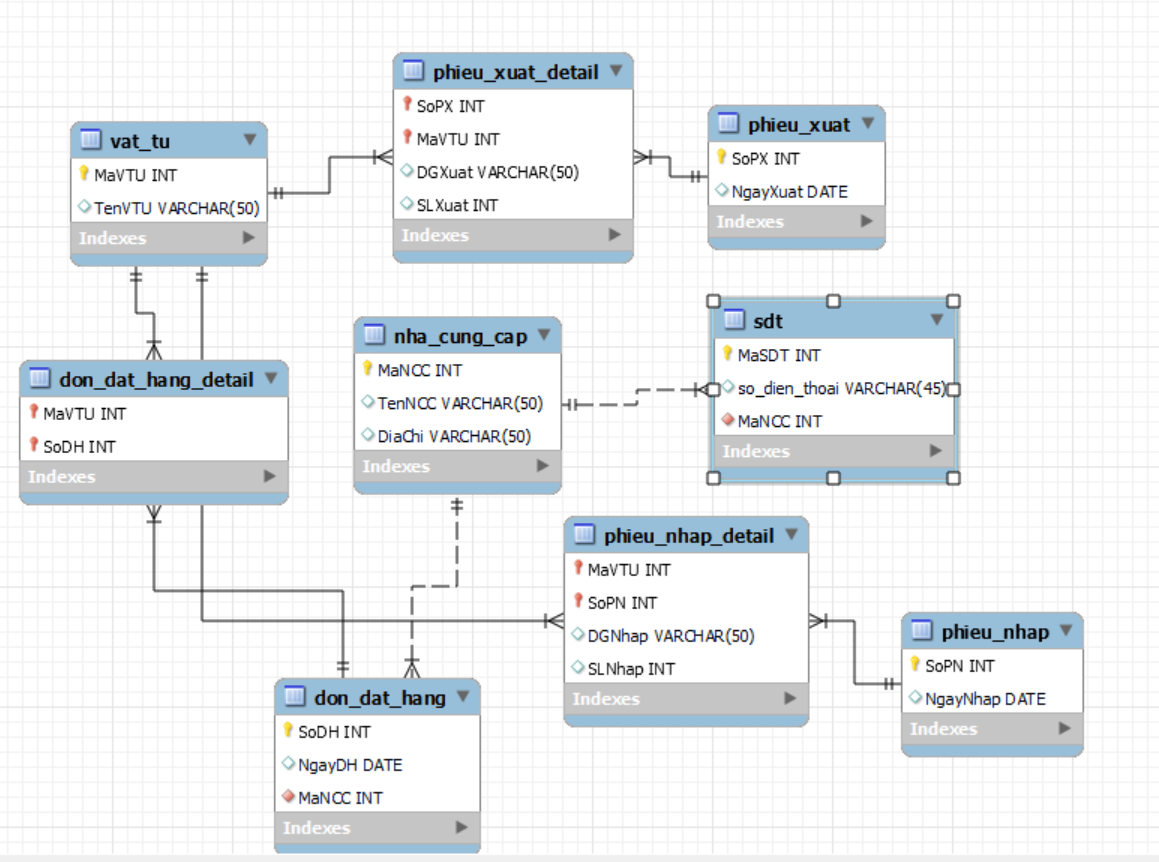 phieu_xuat_detail
SoPX INT
MaVTU INT
DGXuat VARCHAR(50)
SLXuat INT
Indexes
phieu_xuat
SoPX INT
NgayXuat DATE
Indexes
vat_tu
MaVTU INT
TenVTU VARCHAR(50)
Indexes
sdt
MaSDT INT
so_dien_thoai VARCHAR(45)
MaNCC INT
Indexes
nha_cung_cap
MaNCC INT
TenNCC VARCHAR(50)
DiaChi VARCHAR(50)
Indexes
don_dat_hang_detail
MaVTU INT
SoDH INT
Indexes
phieu_nhap_detail
MaVTU INT
SoPN INT
DGNhap VARCHAR(50)
SLNhap INT
Indexes
phieu_nhap
SoPN INT
NgayNhap DATE
Indexes
don_dat_hang
SoDH INT
NgayDH DATE
MaNCC INT
Indexes